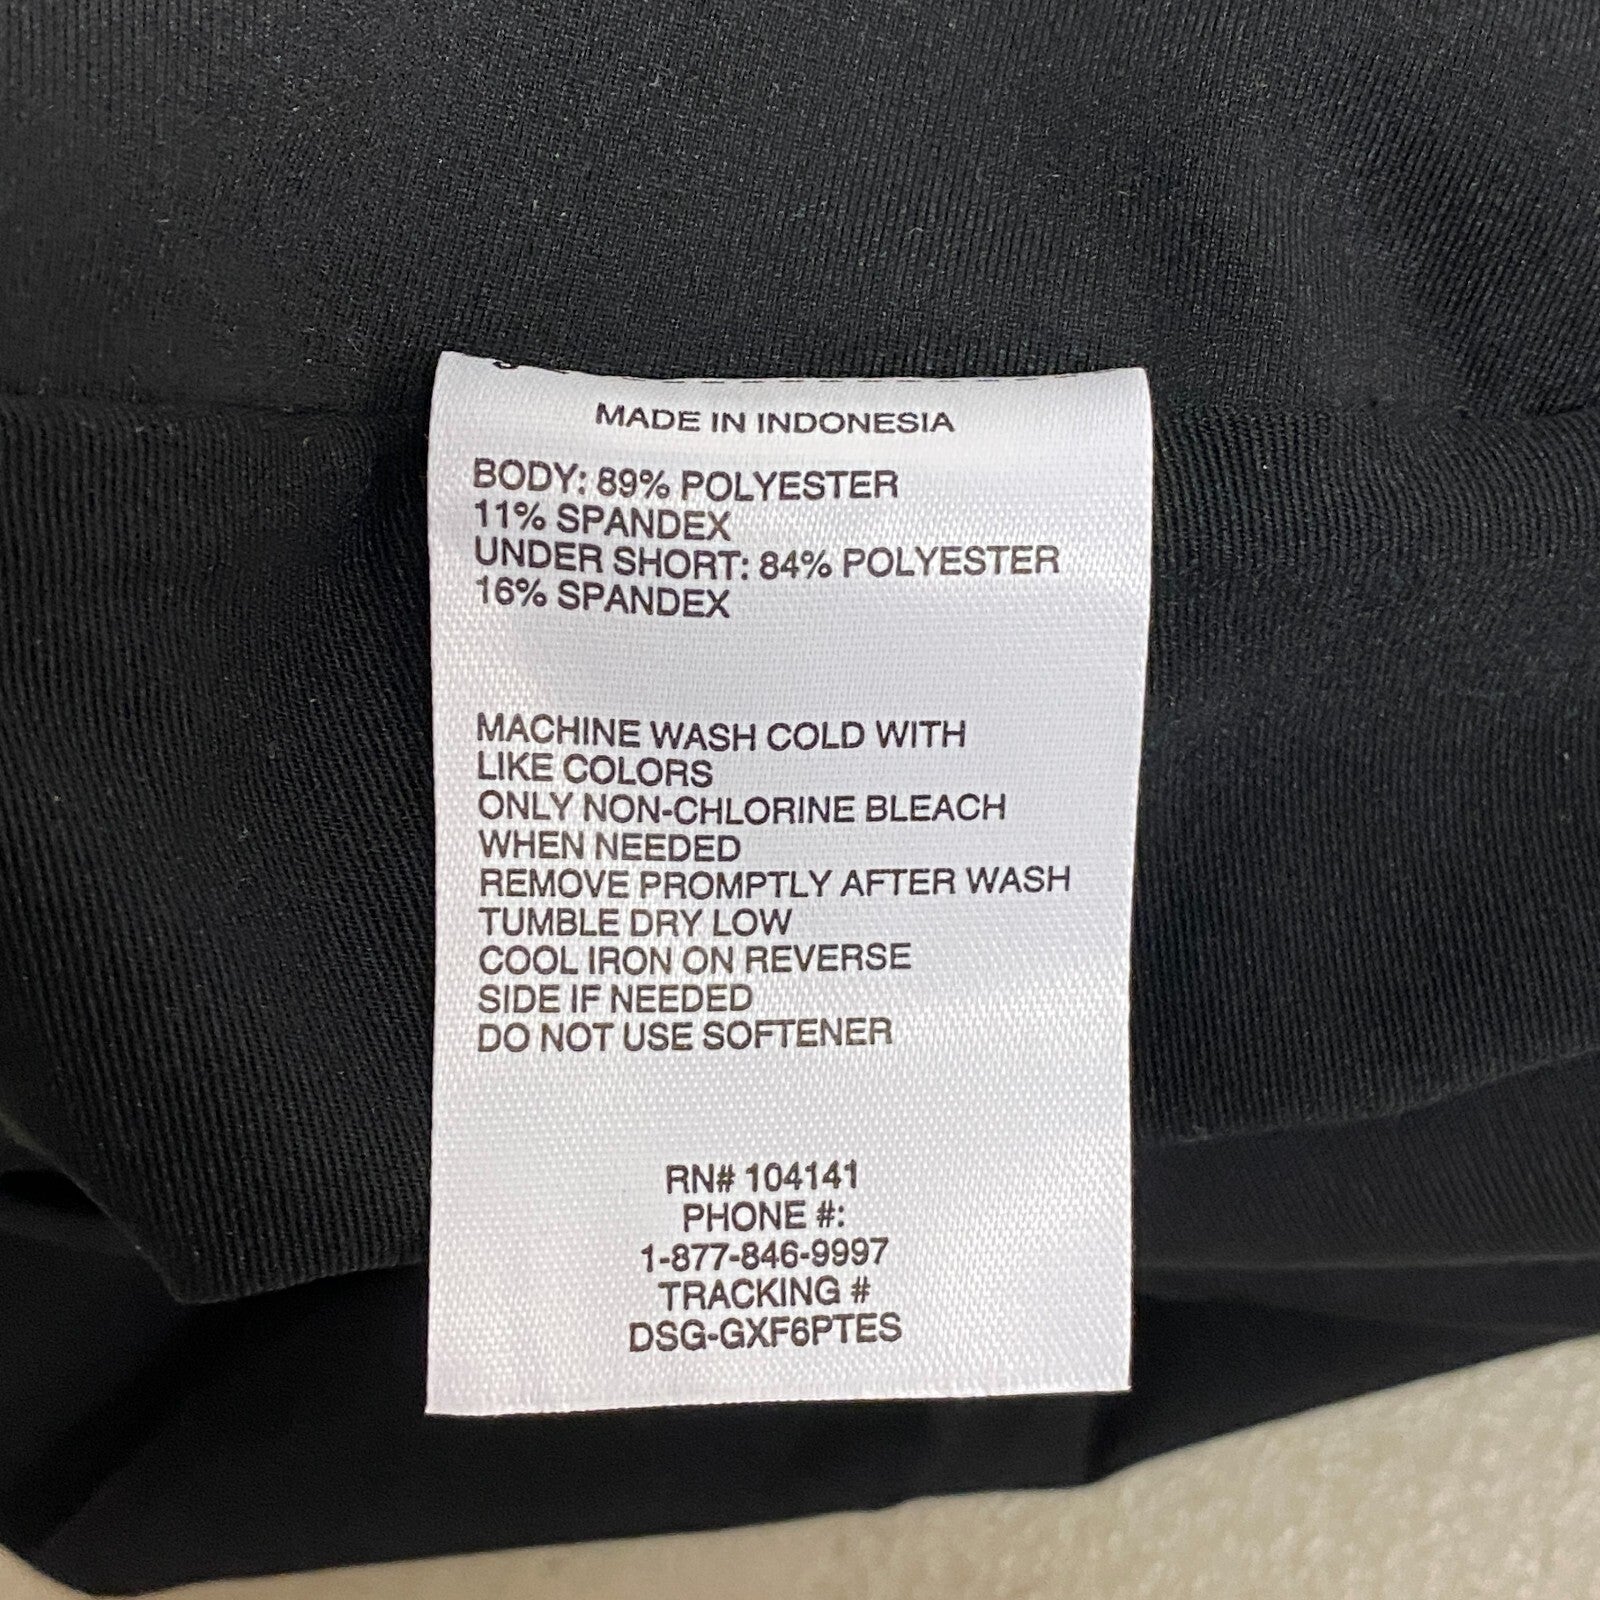 MADE IN INDONESIA
BODY: 89% POLYESTER
11% SPANDEX
UNDER SHORT: 84% POLYESTER
16% SPANDEX
MACHINE WASH COLD WITH
LIKE COLORS
ONLY NON-CHLORINE BLEACH
WHEN NEEDED
REMOVE PROMPTLY AFTER WASH
TUMBLE DRY LOW
COOL IRON ON REVERSE
SIDE IF NEEDED
DO NOT USE SOFTENER
RN# 104141
PHONE #:
1-877-846-9997
TRACKING #
DSG-GXF6PTES